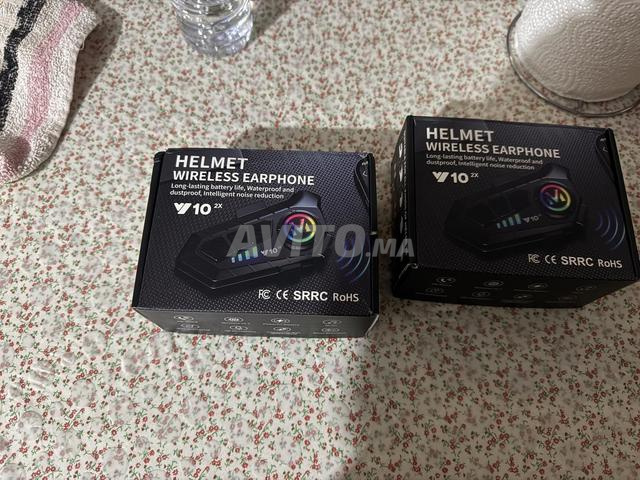 HELMET
WIRELESS EARPHONE
Long-lasting battery life, Waterproof and
dustproof, Intelligent noise reduction
Y10 2X
Y10
FC CE SRRC RoHS
HELMET
WIRELESS EARPHONE
Long-lasting battery life, Waterproof and
dustproof, Intelligent noise reduction
Y10 2X
Y10
FC CE SRRC RoHS
AVITO.MA